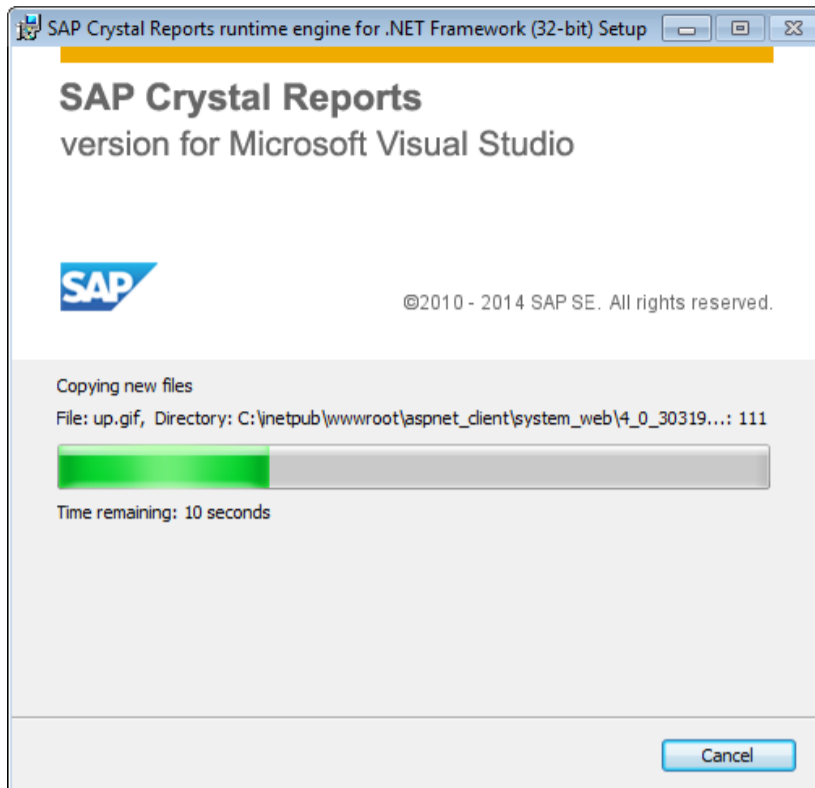 SAP Crystal Reports runtime engine for .NET Framework (32-bit) Setup
SAP Crystal Reports
version for Microsoft Visual Studio
SAP
©2010 - 2014 SAP SE. All rights reserved.
Copying new files
File: up.gif, Directory: C:\inetpub\wwwroot\aspnet_client\system_web\4_0_30319...: 111
Time remaining: 10 seconds
Cancel